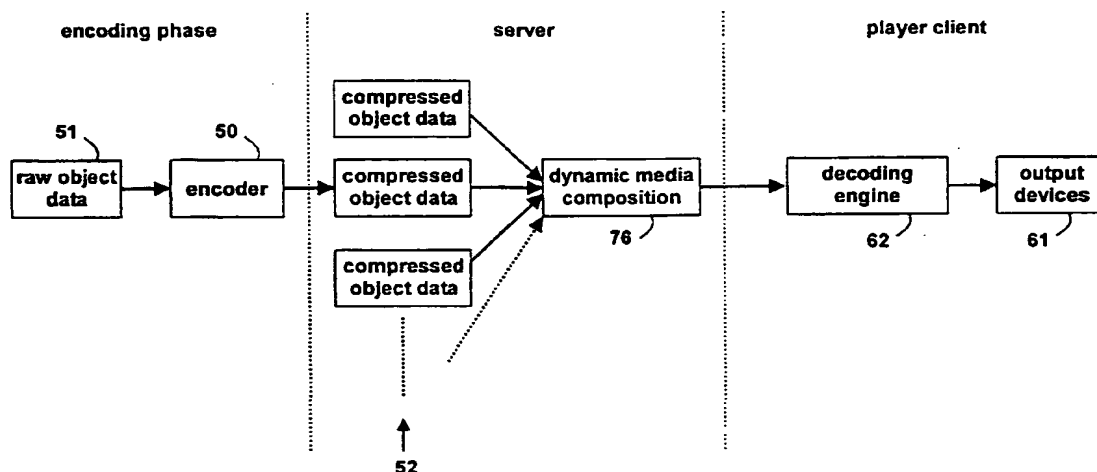 encoding phase
server
player client
51
raw object
data
50
encoder
compressed
object data
compressed
object data
compressed
object data
52
dynamic media
composition
76
decoding
engine
62
output
devices
61